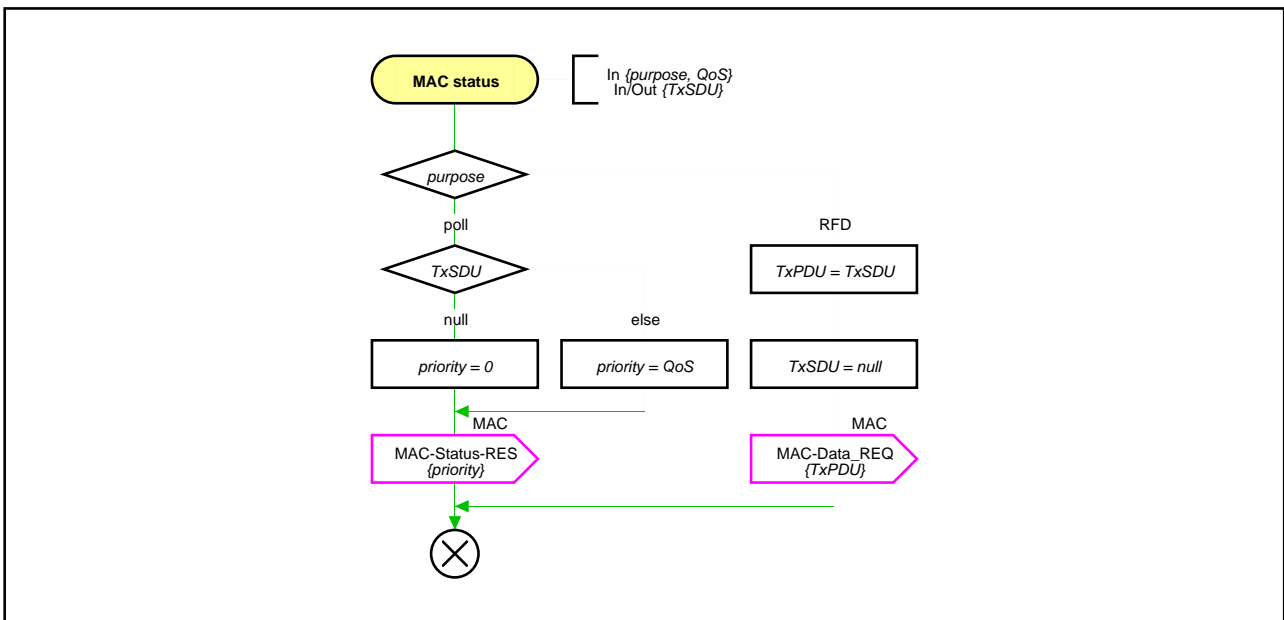 MAC status
In {purpose, QoS}
In/Out {TxSDU}
purpose
poll
RFD
TxSDU
TxPDU = TxSDU
null
else
priority = 0
priority = QoS
TxSDU = null
MAC
MAC
MAC-Status-RES
{priority}
MAC-Data_REQ
{TxPDU}